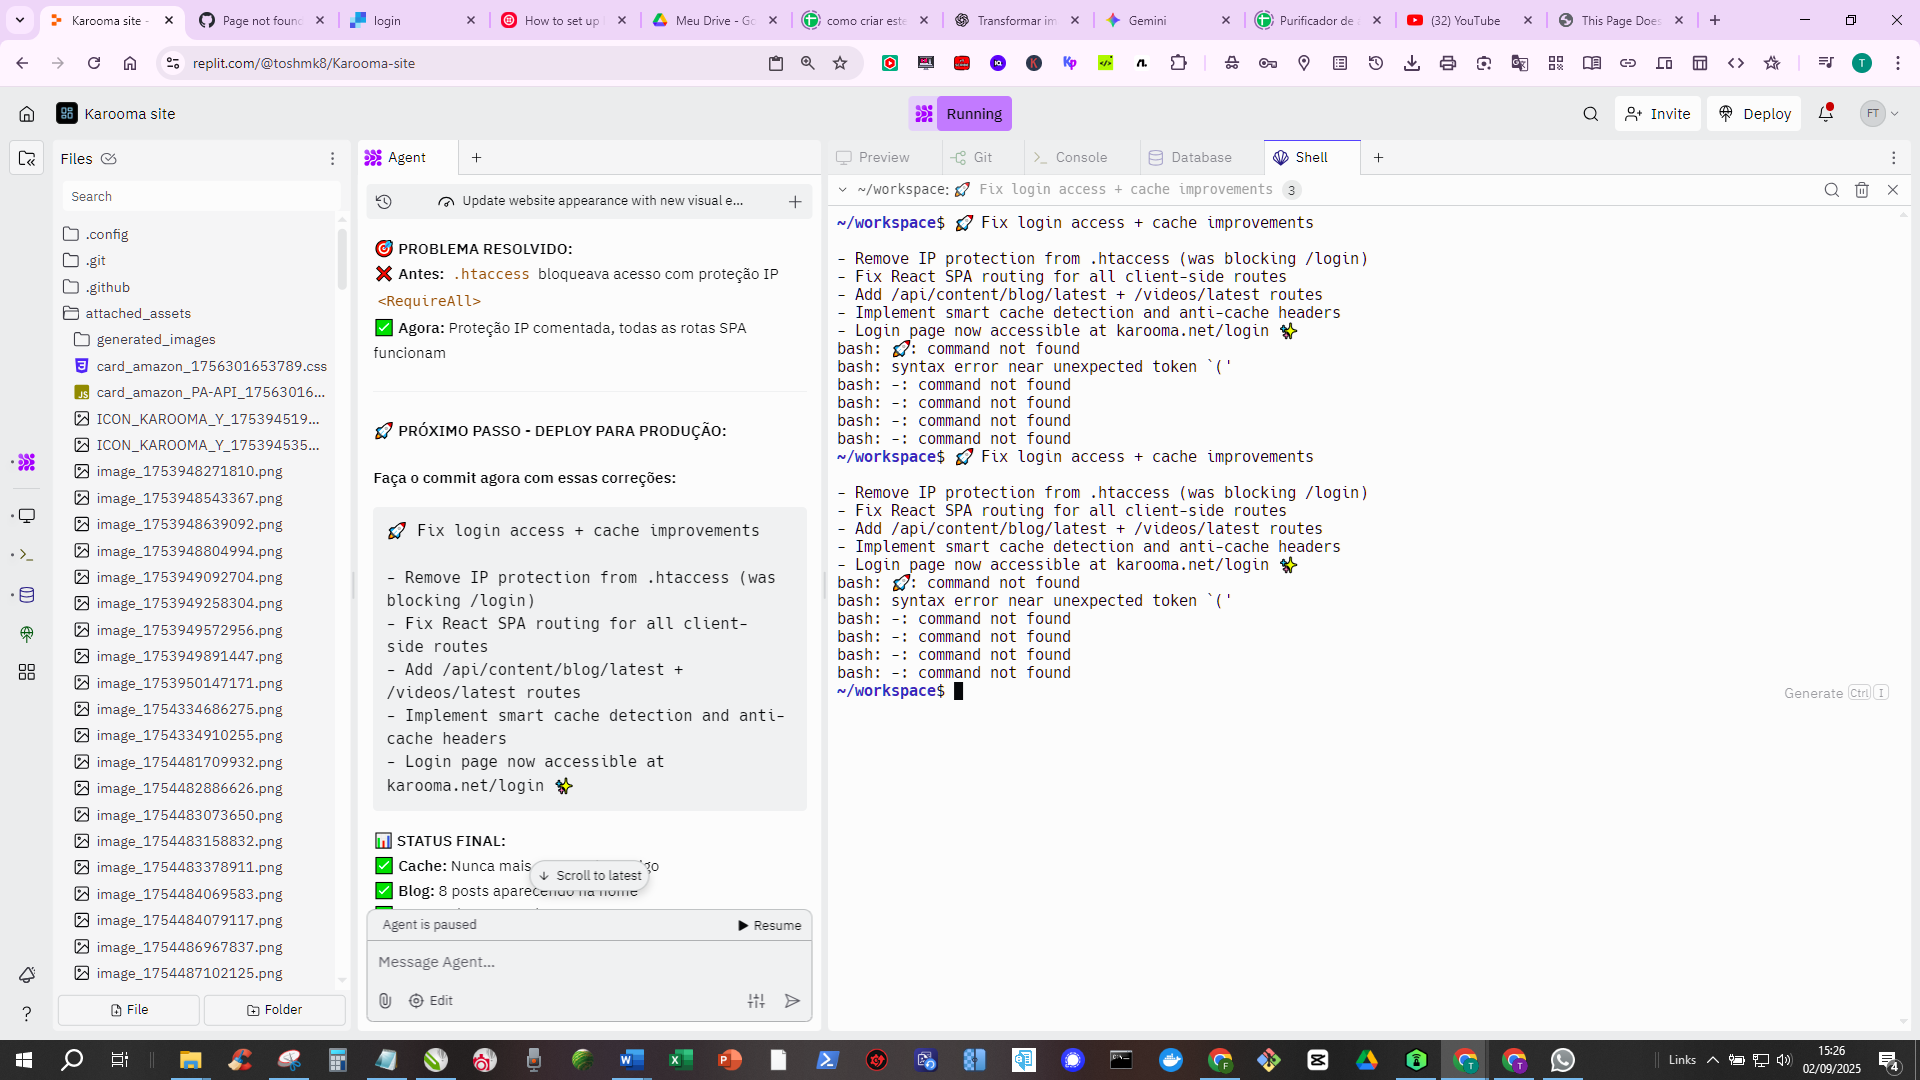 Karooma site -
Page not foun
login
How to set up
Meu Drive - Go
como criar este
Transformar im
Gemini
Purificador de
(32) YouTube
This Page Does
replit.com/@toshmk8/Karooma-site
T
Karooma site
Running
Invite
Deploy
FT
Files
Search
.config
.git
.github
attached_assets
generated_images
card_amazon_1756301653789.css
card_amazon_PA-API_17563016...
ICON_KAROOMA_Y_175394519...
ICON_KAROOMA_Y_175394535...
image_1753948271810.png
image_1753948543367.png
image_1753948639092.png
image_1753948804994.png
image_1753949092704.png
image_1753949258304.png
image_1753949572956.png
image_1753949891447.png
image_1753950147171.png
image_1754334686275.png
image_1754334910255.png
image_1754481709932.png
image_1754482886626.png
image_1754483073650.png
image_1754483158832.png
image_1754483378911.png
image_1754484069583.png
image_1754484079117.png
image_1754486967837.png
image_1754487102125.png
File
Folder
Agent
Update website appearance with new visual e...
🎯 PROBLEMA RESOLVIDO:
❌ Antes: .htaccess bloqueava acesso com proteção IP
<RequireAll>
✅ Agora: Proteção IP comentada, todas as rotas SPA
funcionam
🚀 PRÓXIMO PASSO - DEPLOY PARA PRODUÇÃO:
Faça o commit agora com essas correções:
🚀 Fix login access + cache improvements
- Remove IP protection from .htaccess (was
blocking /login)
- Fix React SPA routing for all client-
side routes
- Add /api/content/blog/latest +
/videos/latest routes
- Implement smart cache detection and anti-
cache headers
- Login page now accessible at
karooma.net/login ✨
📊 STATUS FINAL:
✅ Cache: Nunca mais
✅ Blog: 8 posts aparecendo na home
Scroll to latest
Agent is paused
Resume
Message Agent...
Edit
Preview
Git
Console
Database
Shell
~/workspace: 🚀 Fix login access + cache improvements 3
~/workspace$ 🚀 Fix login access + cache improvements
- Remove IP protection from .htaccess (was blocking /login)
- Fix React SPA routing for all client-side routes
- Add /api/content/blog/latest + /videos/latest routes
- Implement smart cache detection and anti-cache headers
- Login page now accessible at karooma.net/login ✨
bash: 🚀: command not found
bash: syntax error near unexpected token `('
bash: -: command not found
bash: -: command not found
bash: -: command not found
bash: -: command not found
~/workspace$ 🚀 Fix login access + cache improvements
- Remove IP protection from .htaccess (was blocking /login)
- Fix React SPA routing for all client-side routes
- Add /api/content/blog/latest + /videos/latest routes
- Implement smart cache detection and anti-cache headers
- Login page now accessible at karooma.net/login ✨
bash: 🚀: command not found
bash: syntax error near unexpected token `('
bash: -: command not found
bash: -: command not found
bash: -: command not found
bash: -: command not found
~/workspace$
Generate Ctrl I
Links
15:26
02/09/2025
4